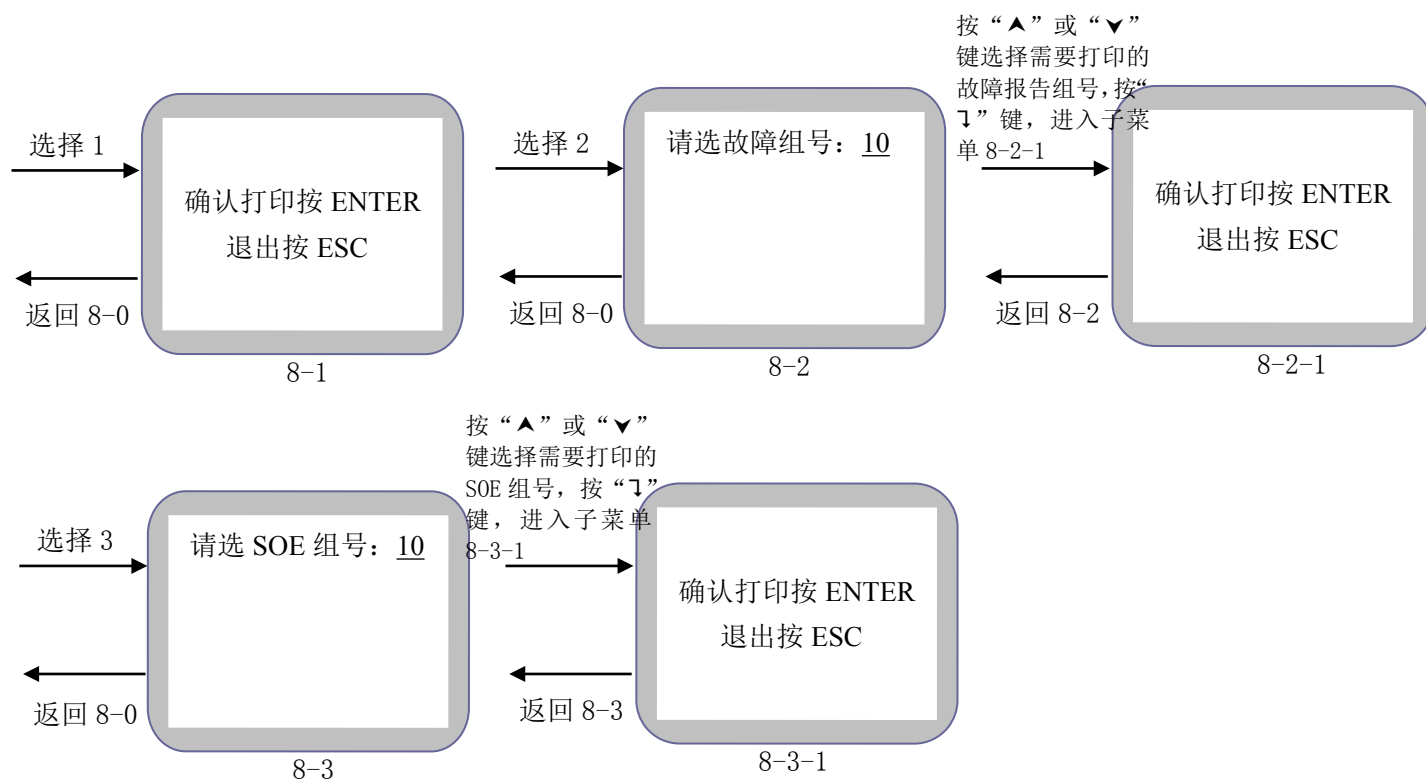 选择 1
返回 8-0
确认打印按 ENTER
退出按 ESC
8-1
选择 2
返回 8-0
请选故障组号：10
8-2
按“⮝”或“⮟”
键选择需要打印的
故障报告组号，按“
↴”键，进入子菜
单 8-2-1
返回 8-2
确认打印按 ENTER
退出按 ESC
8-2-1
选择 3
返回 8-0
请选 SOE 组号：10
8-3
按“⮝”或“⮟”
键选择需要打印的
SOE 组号，按“↴”
键，进入子菜单
8-3-1
返回 8-3
确认打印按 ENTER
退出按 ESC
8-3-1